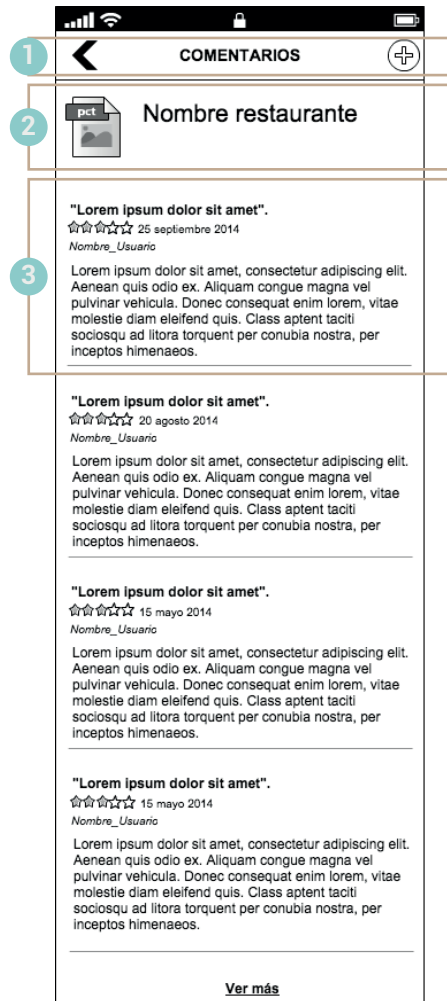 1
COMENTARIOS
2
pct
Nombre restaurante
3
"Lorem ipsum dolor sit amet".
25 septiembre 2014
Nombre_Usuario
Lorem ipsum dolor sit amet, consectetur adipiscing elit.
Aenean quis odio ex. Aliquam congue magna vel
pulvinar vehicula. Donec consequat enim lorem, vitae
molestie diam eleifend quis. Class aptent taciti
sociosqu ad litora torquent per conubia nostra, per
inceptos himenaeos.
"Lorem ipsum dolor sit amet".
20 agosto 2014
Nombre_Usuario
Lorem ipsum dolor sit amet, consectetur adipiscing elit.
Aenean quis odio ex. Aliquam congue magna vel
pulvinar vehicula. Donec consequat enim lorem, vitae
molestie diam eleifend quis. Class aptent taciti
sociosqu ad litora torquent per conubia nostra, per
inceptos himenaeos.
"Lorem ipsum dolor sit amet".
15 mayo 2014
Nombre_Usuario
Lorem ipsum dolor sit amet, consectetur adipiscing elit.
Aenean quis odio ex. Aliquam congue magna vel
pulvinar vehicula. Donec consequat enim lorem, vitae
molestie diam eleifend quis. Class aptent taciti
sociosqu ad litora torquent per conubia nostra, per
inceptos himenaeos.
"Lorem ipsum dolor sit amet".
15 mayo 2014
Nombre_Usuario
Lorem ipsum dolor sit amet, consectetur adipiscing elit.
Aenean quis odio ex. Aliquam congue magna vel
pulvinar vehicula. Donec consequat enim lorem, vitae
molestie diam eleifend quis. Class aptent taciti
sociosqu ad litora torquent per conubia nostra, per
inceptos himenaeos.
Ver más